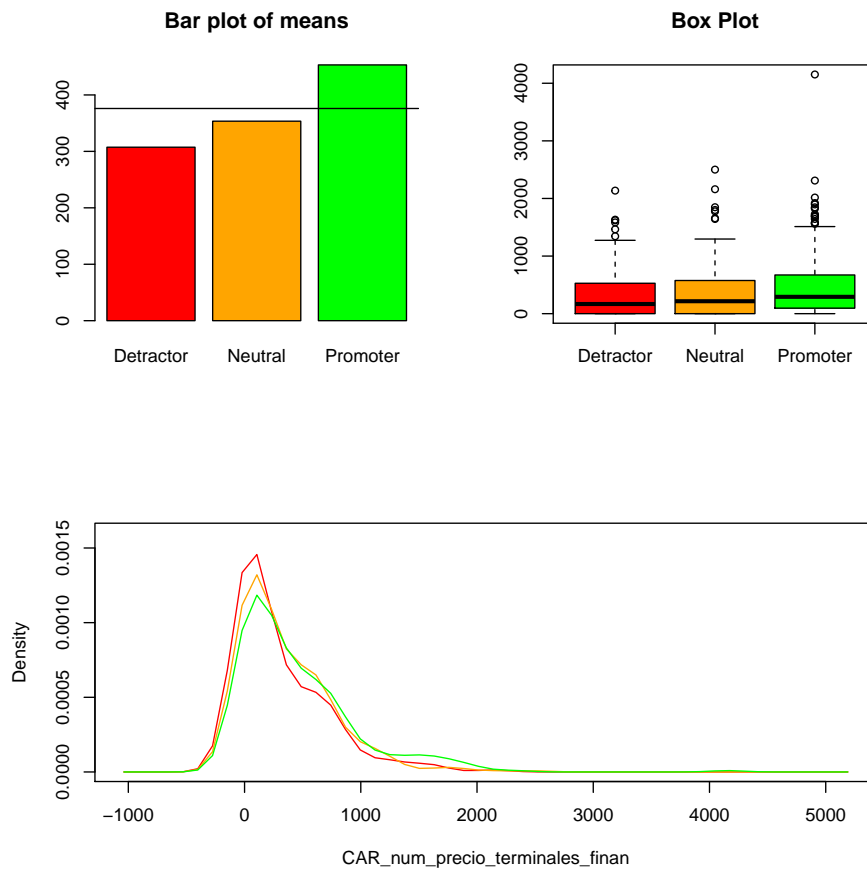 Bar plot of means
0 100 200 300 400
Detractor Neutral Promoter
Box Plot
0 1000 2000 3000 4000
Detractor Neutral Promoter
Density
0.0000 0.0005 0.0010 0.0015
−1000 0 1000 2000 3000 4000 5000
CAR_num_precio_terminales_finan